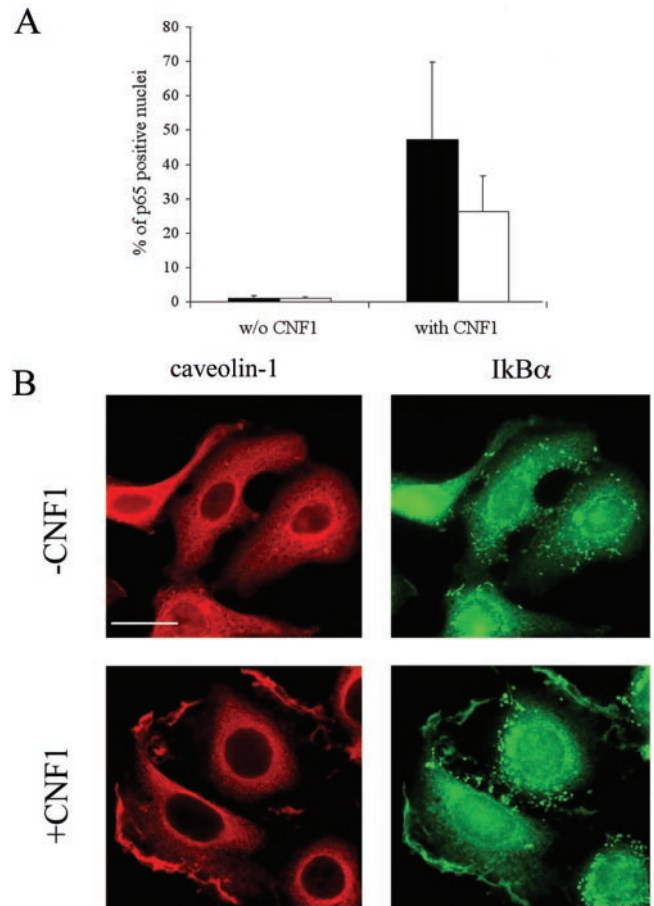 A
% of p65 positive nuclei
80
70
60
50
40
30
20
10
0
w/o CNF1
with CNF1
B
caveolin-1
IkBα
-CNF1
+CNF1